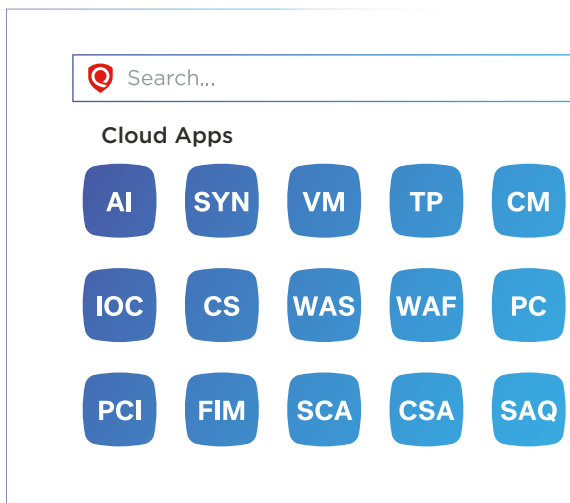 Search...
Cloud Apps
AI SYN VM TP CM
IOC CS WAS WAF PC
PCI FIM SCA CSA SAQ